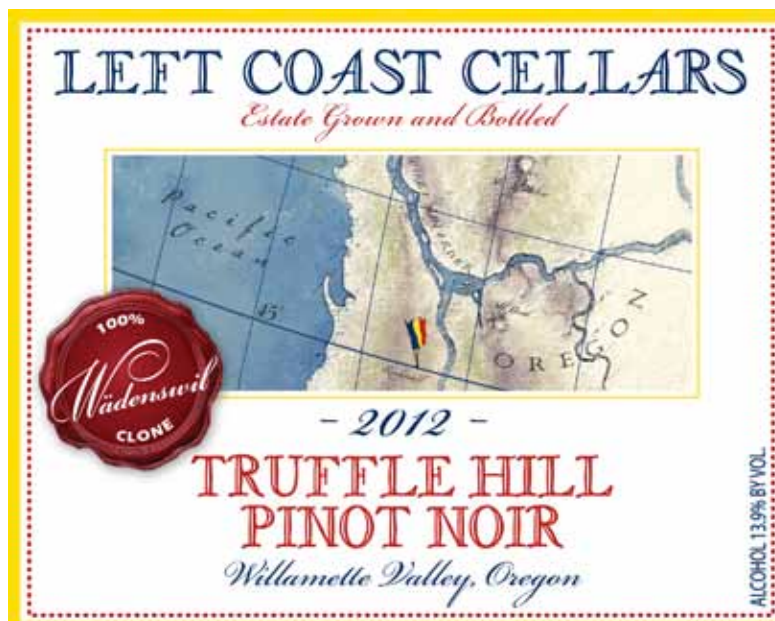 LEFT COAST CELLARS
Estate Grown and Bottled
Pacific
Ocean
45°
OREGON
100%
Wädenswil
CLONE
- 2012 -
TRUFFLE HILL
PINOT NOIR
Willamette Valley, Oregon
ALCOHOL 13.9% BY VOL.